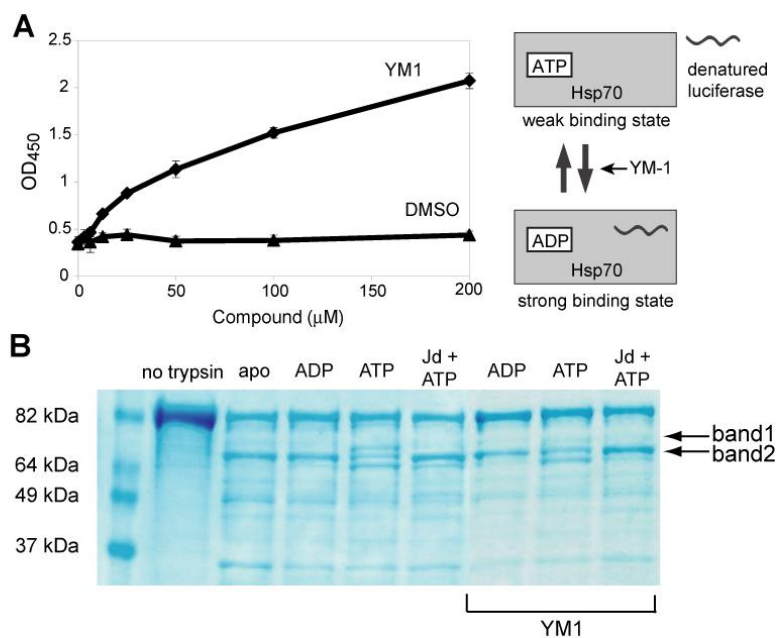 A
OD450
2.5
2
1.5
1
0.5
0
0
50
100
150
200
Compound (μM)
YM1
DMSO
ATP
Hsp70
denatured
luciferase
weak binding state
YM-1
ADP
Hsp70
strong binding state
B
no trypsin apo ADP ATP Jd +
ATP ADP ATP Jd +
ATP
82 kDa
64 kDa
49 kDa
37 kDa
band1
band2
YM1